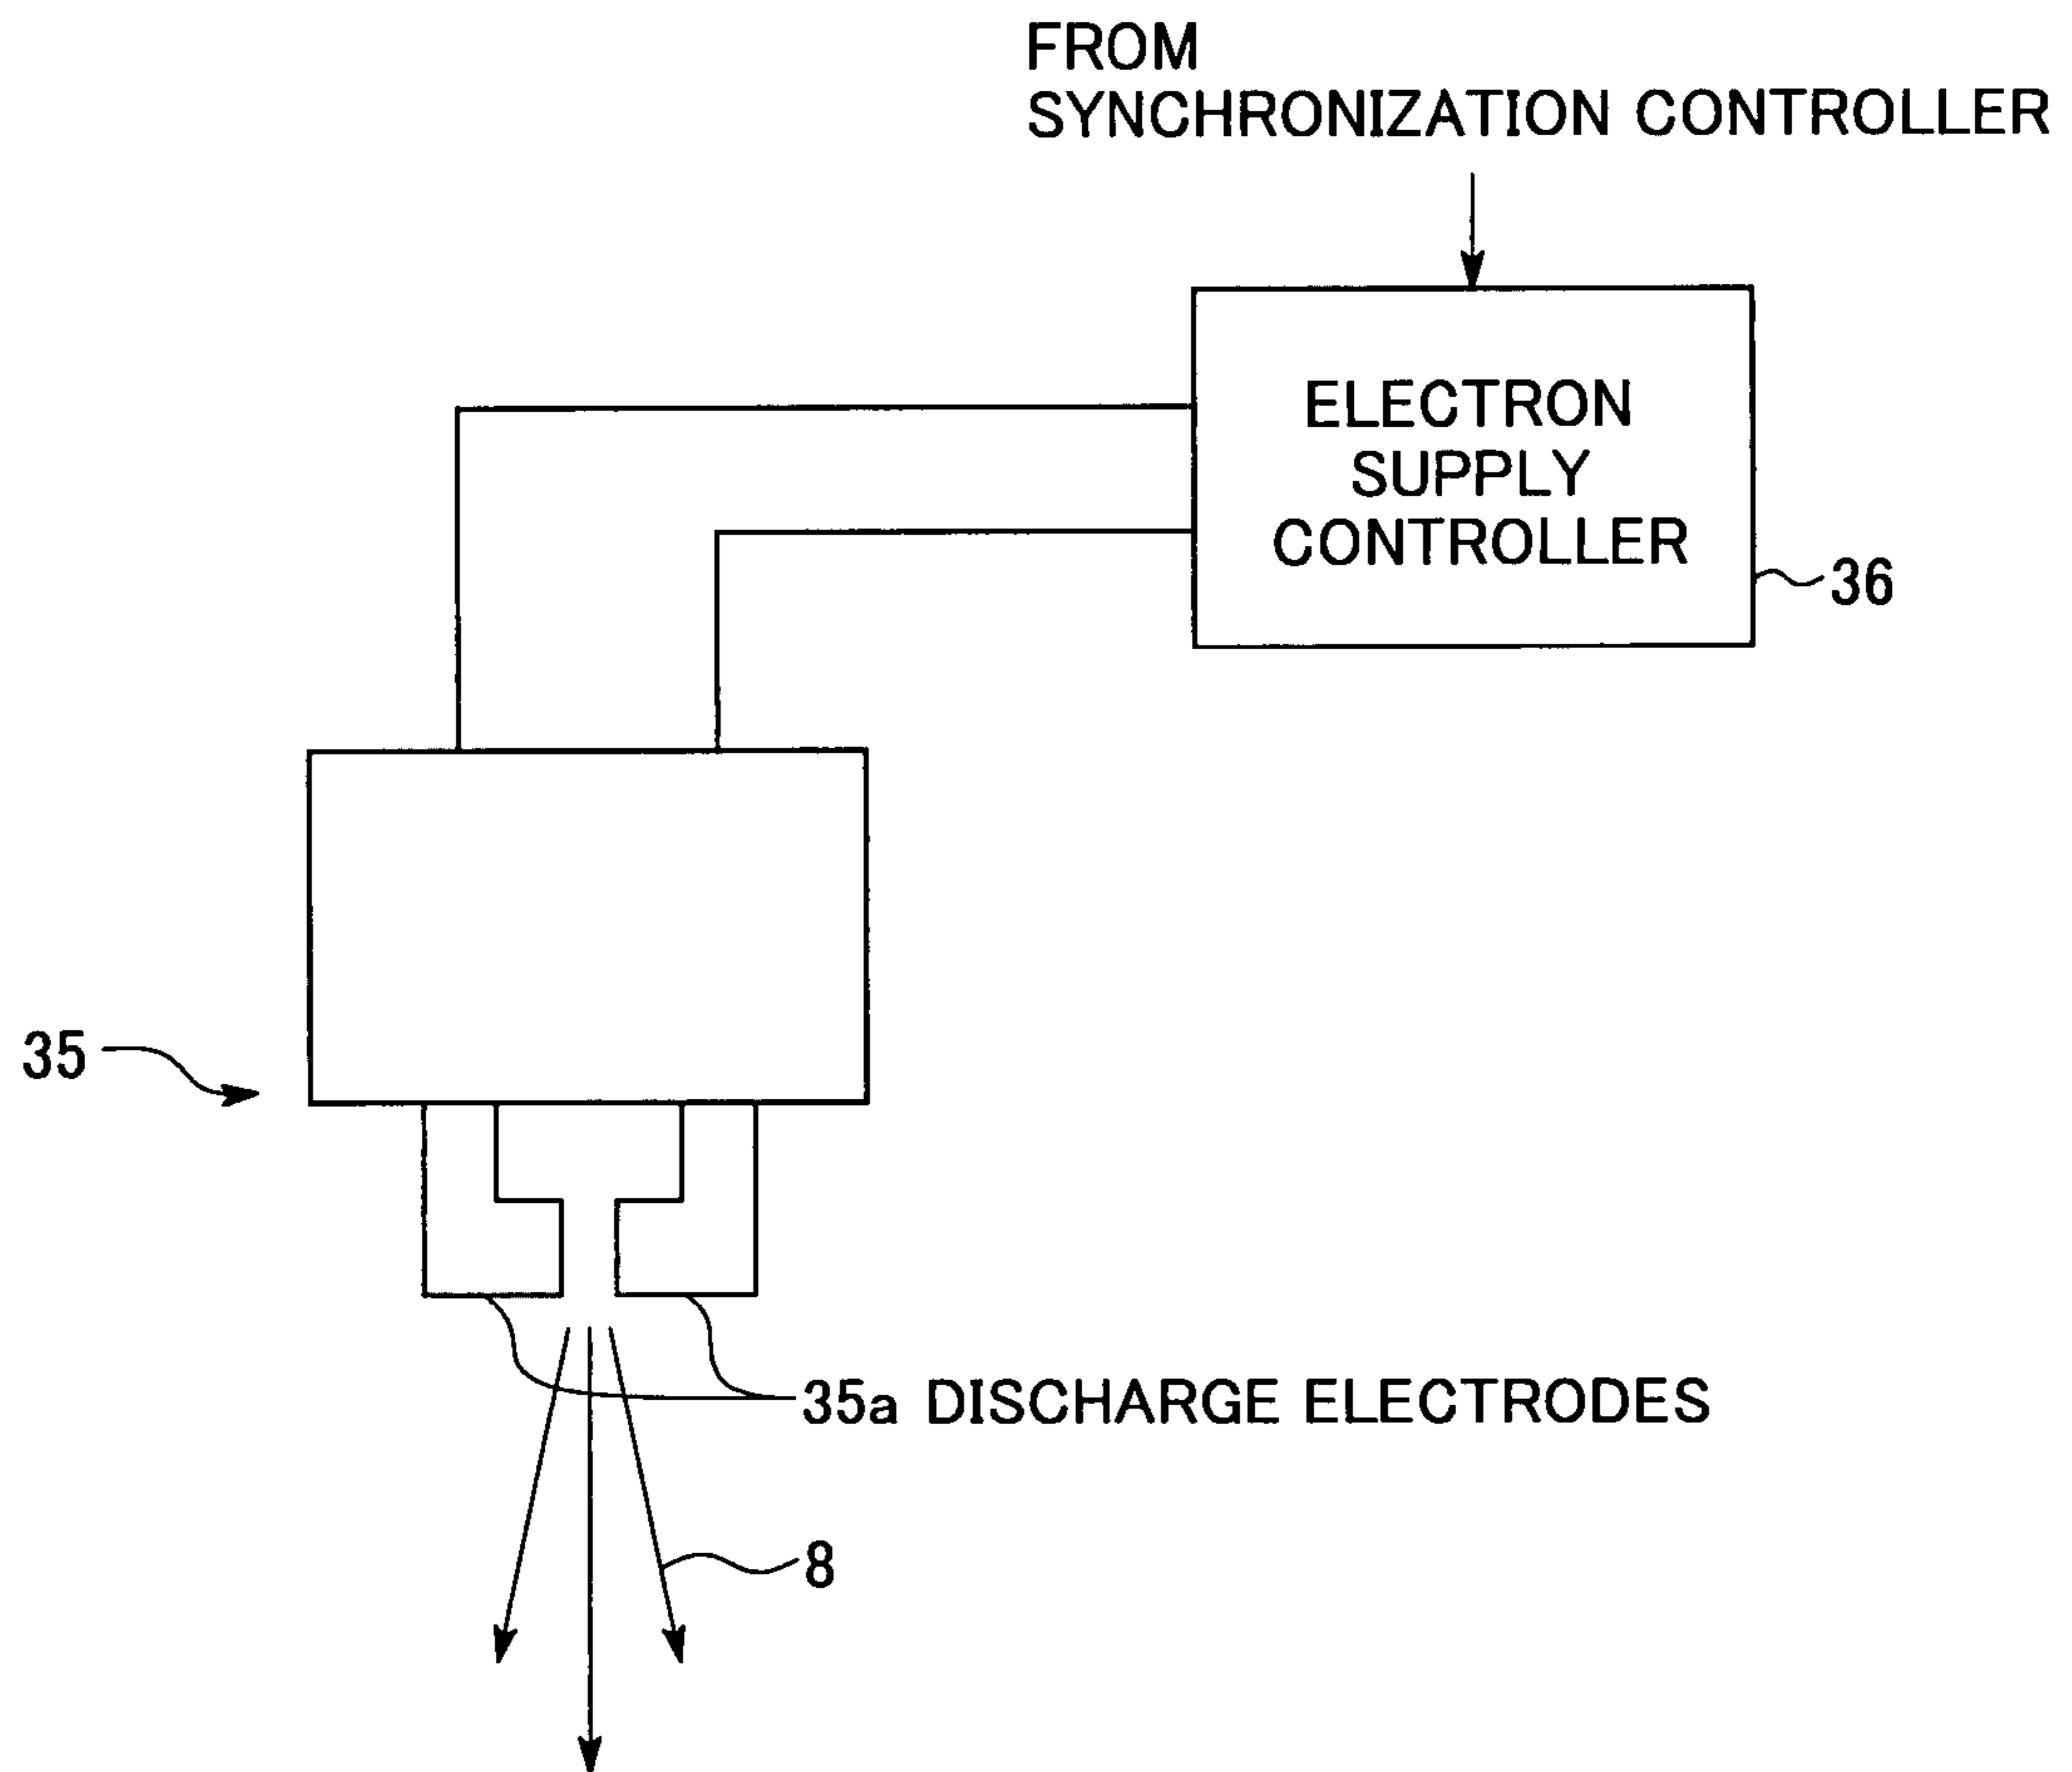 FROM
SYNCHRONIZATION CONTROLLER
ELECTRON
SUPPLY
CONTROLLER
36
35
35a DISCHARGE ELECTRODES
8